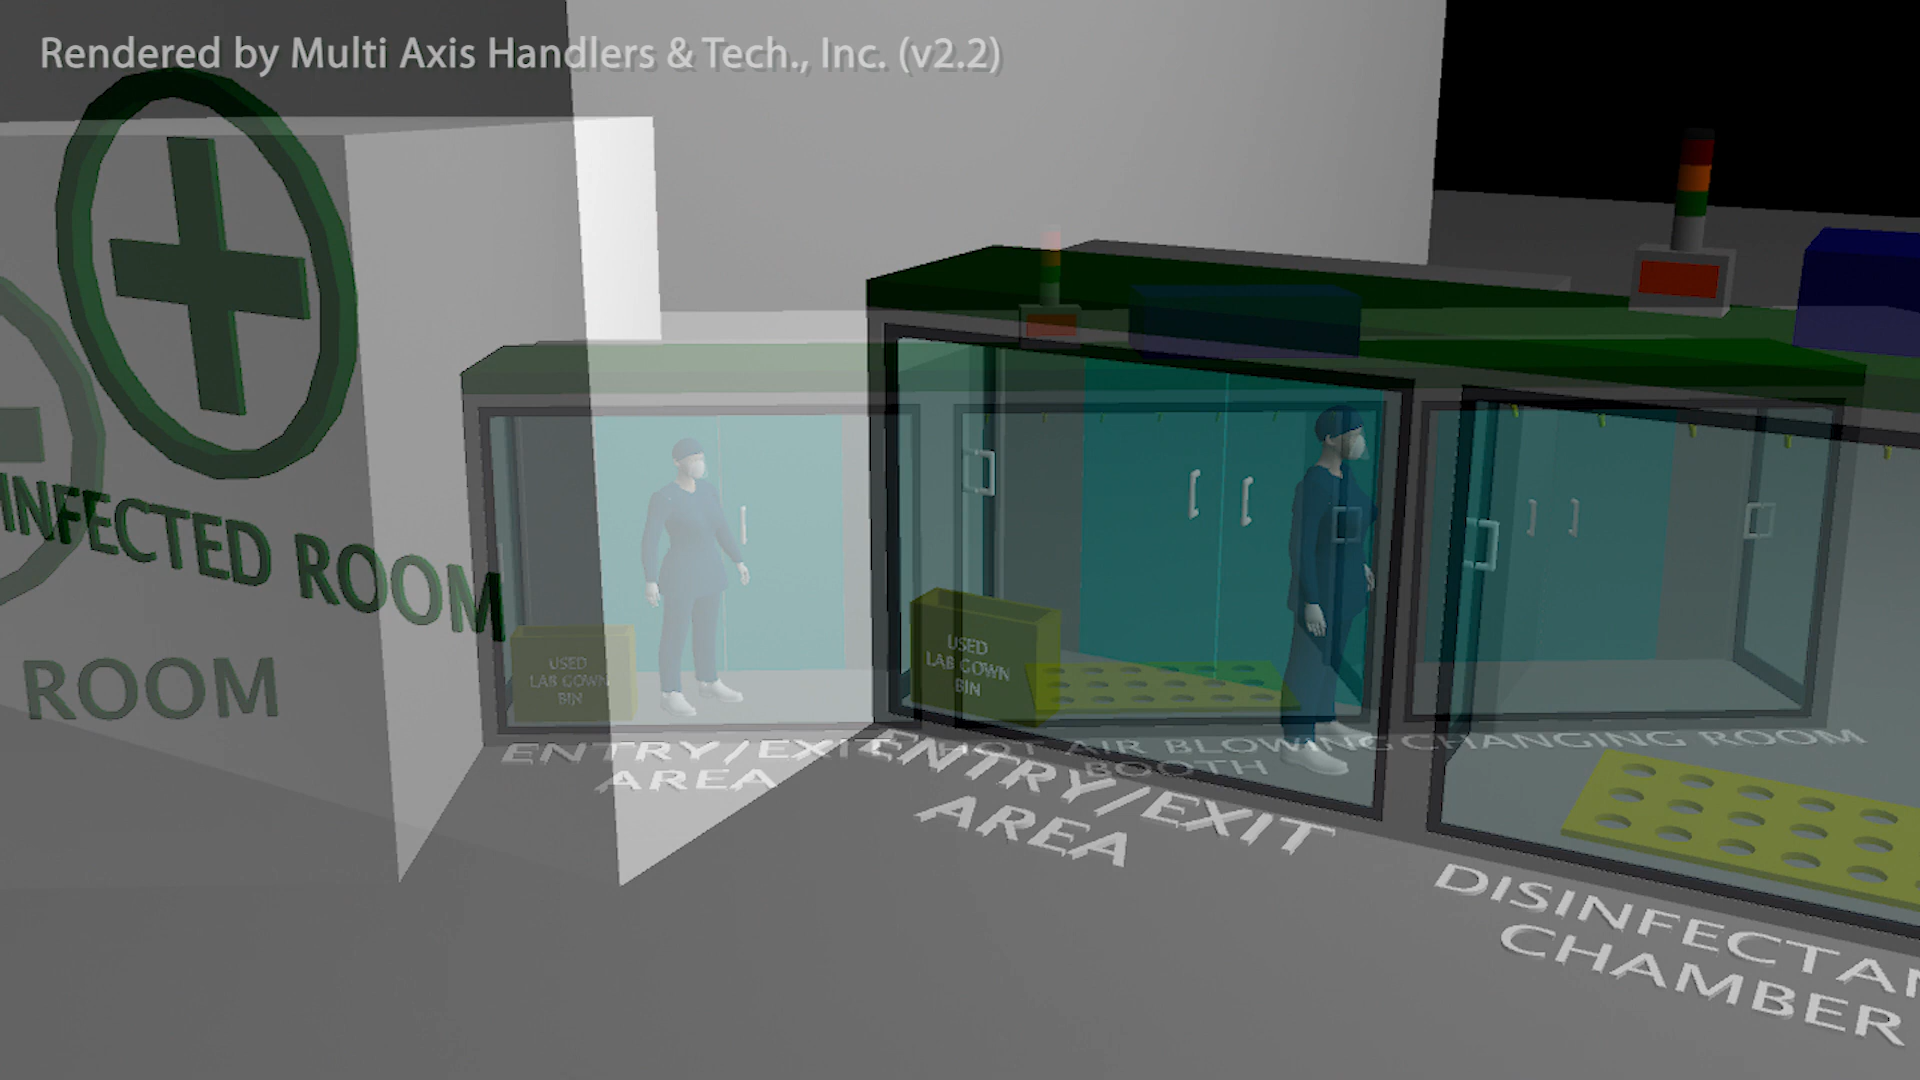 Rendered by Multi Axis Handlers & Tech., Inc. (v2.2)
INFECTED ROOM
ROOM
USED
LAB GOWN
BIN
USED
LAB GOWN
BIN
ENTRY/EXIT
AREA
HOT AIR BLOWING
BOOTH
CHANGING ROOM
ENTRY/EXIT
AREA
DISINFECTAN
CHAMBER